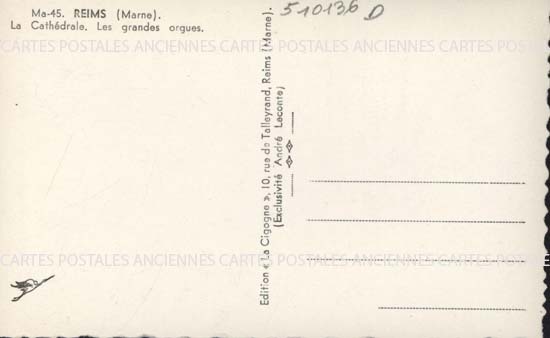 Ma-45. REIMS (Marne).
La Cathédrale. Les grandes orgues.
510136 D
Edition « La Cigogne », 10, rue de Talleyrand, Reims (Marne).
(Exclusivité André Leconte)
CARTES POSTALES ANCIENNES CARTES POSTALES ANCIENNES CARTES POSTALES
CARTES POSTALES ANCIENNES CARTES POSTALES ANCIENNES CARTES POSTALES